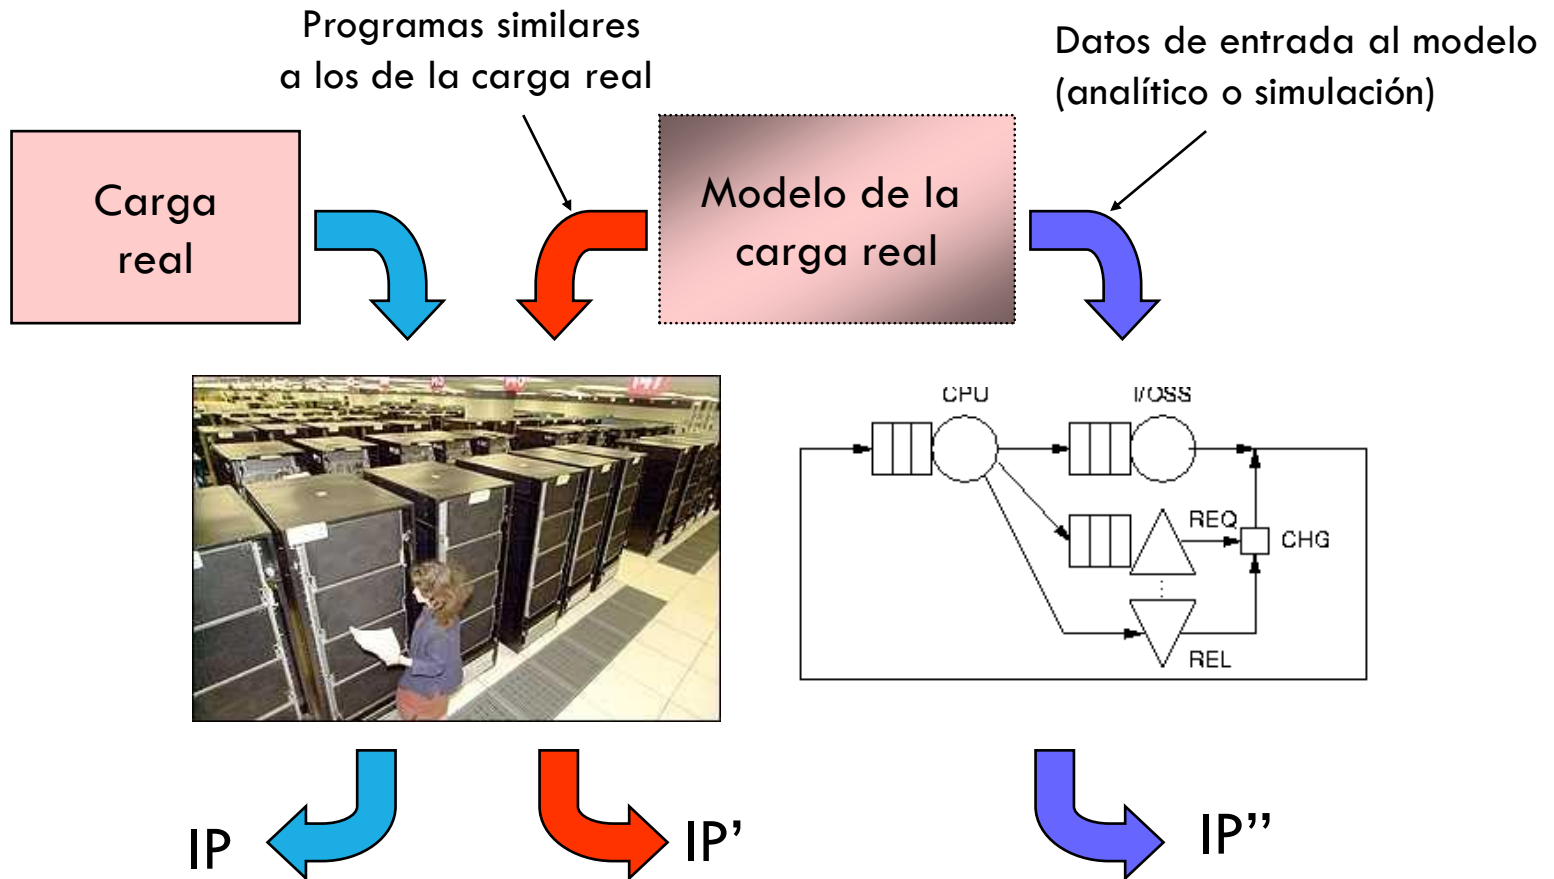 Programas similares
a los de la carga real
Datos de entrada al modelo
(analítico o simulación)
Carga
real
Modelo de la
carga real
CPU
I/OSS
REQ
CHG
REL
IP
IP’
IP’’